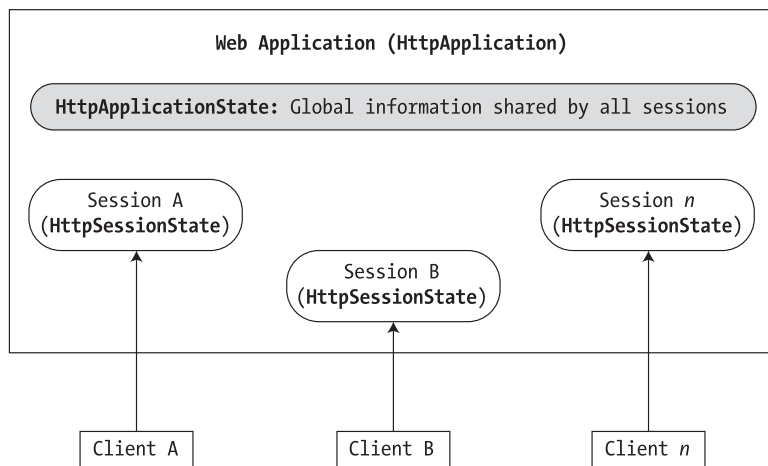 Web Application (HttpApplication)
HttpApplicationState: Global information shared by all sessions
Session A
(HttpSessionState)
Session B
(HttpSessionState)
Session n
(HttpSessionState)
Client A
Client B
Client n